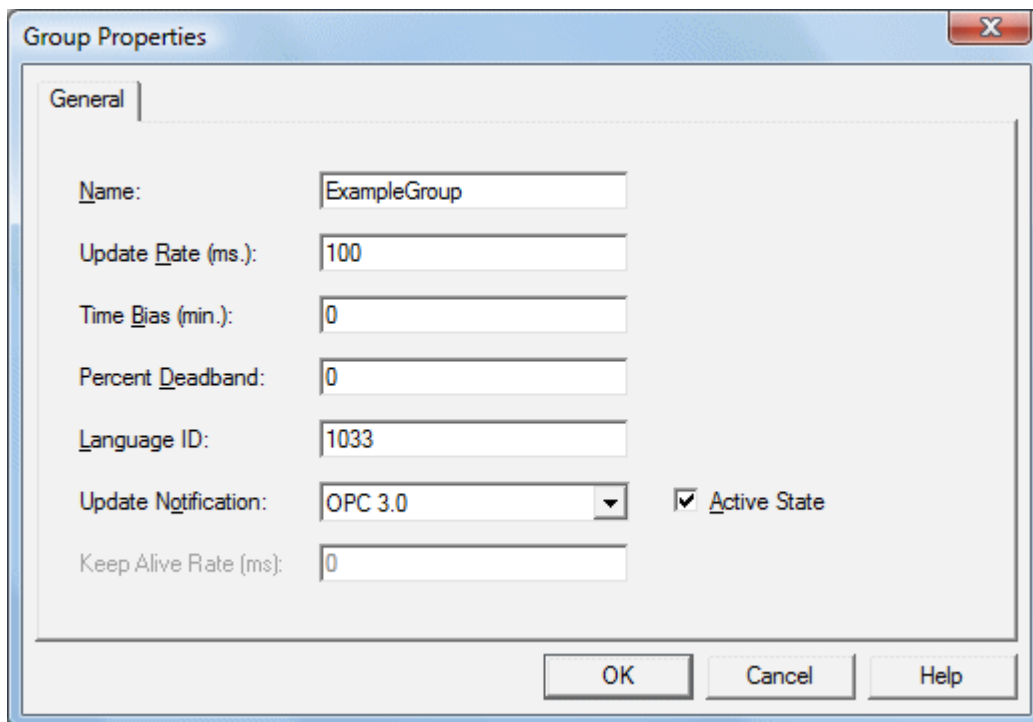 Group Properties
General
Name: ExampleGroup
Update Rate (ms.): 100
Time Bias (min.): 0
Percent Deadband: 0
Language ID: 1033
Update Notification: OPC 3.0 Active State
Keep Alive Rate (ms): 0
OK Cancel Help